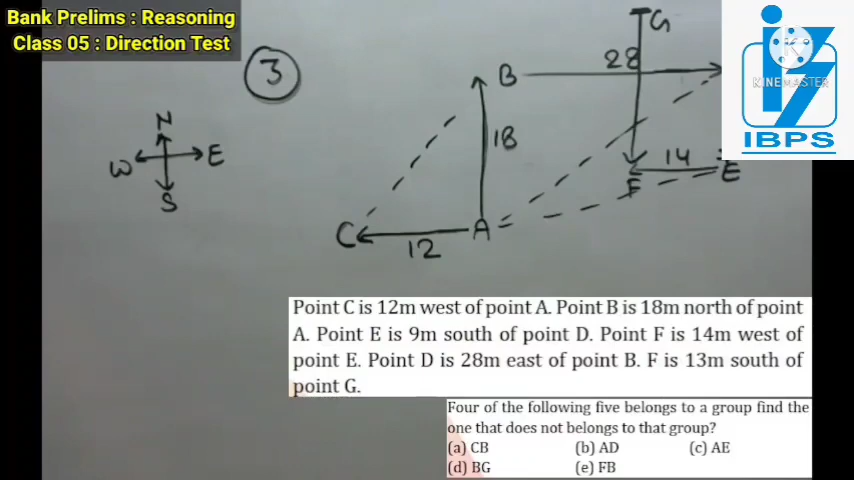 Bank Prelims : Reasoning
Class 05 : Direction Test
3
G
B
28
KINEMASTER
IBPS
N
W
E
S
18
14
F
E
C
12
A
Point C is 12m west of point A. Point B is 18m north of point
A. Point E is 9m south of point D. Point F is 14m west of
point E. Point D is 28m east of point B. F is 13m south of
point G.
Four of the following five belongs to a group find the
one that does not belongs to that group?
(a) CB (b) AD (c) AE
(d) BG (e) FB